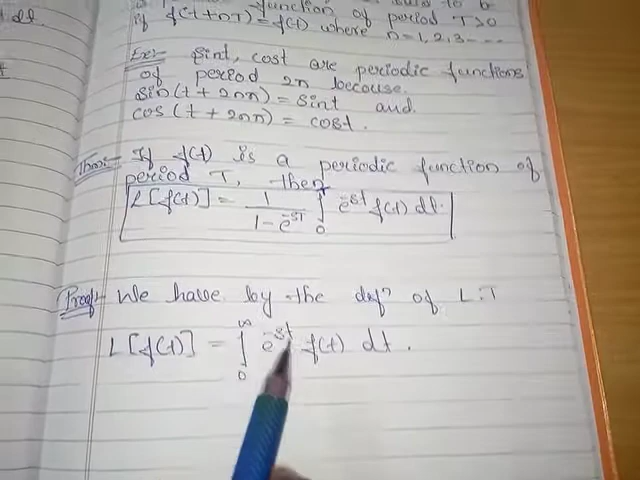 function of period T>0
if f(t+nT) = f(t) where n=1,2,3----
Ex:- Sint, cost are periodic functions
of period 2π because.
sin(t+2nπ) = sint and
cos(t+2nπ) = cost.
Thm:- If f(t) is a periodic function of
period T, then
L[f(t)] = 1/(1-e^-sT) ∫_0^T e^-st f(t) dt.
Proof:- We have by the def^n of L.T
L[f(t)] = ∫_0^∞ e^-st f(t) dt.